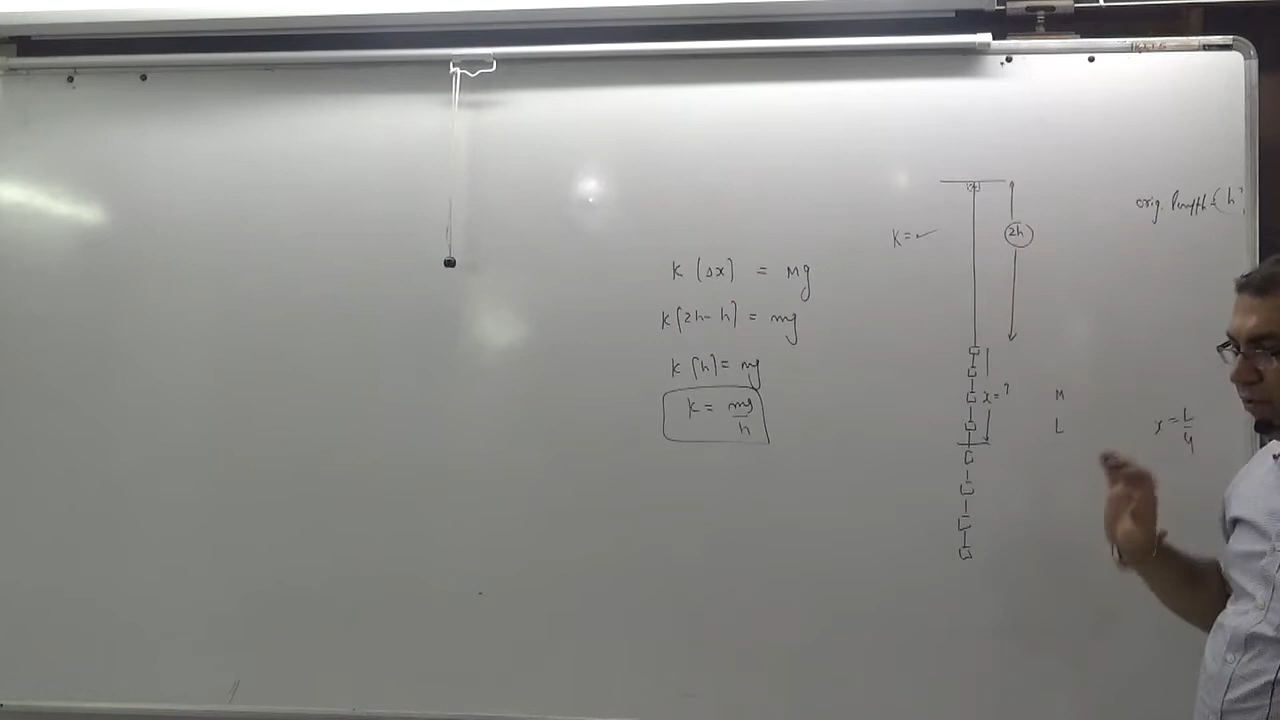 K (Δx) = Mg
K(2h-h) = mg
K (h) = mg
K = mg/h
K = ✓
2h
x = ?
M
L
orig. length = (h)
x = L/4